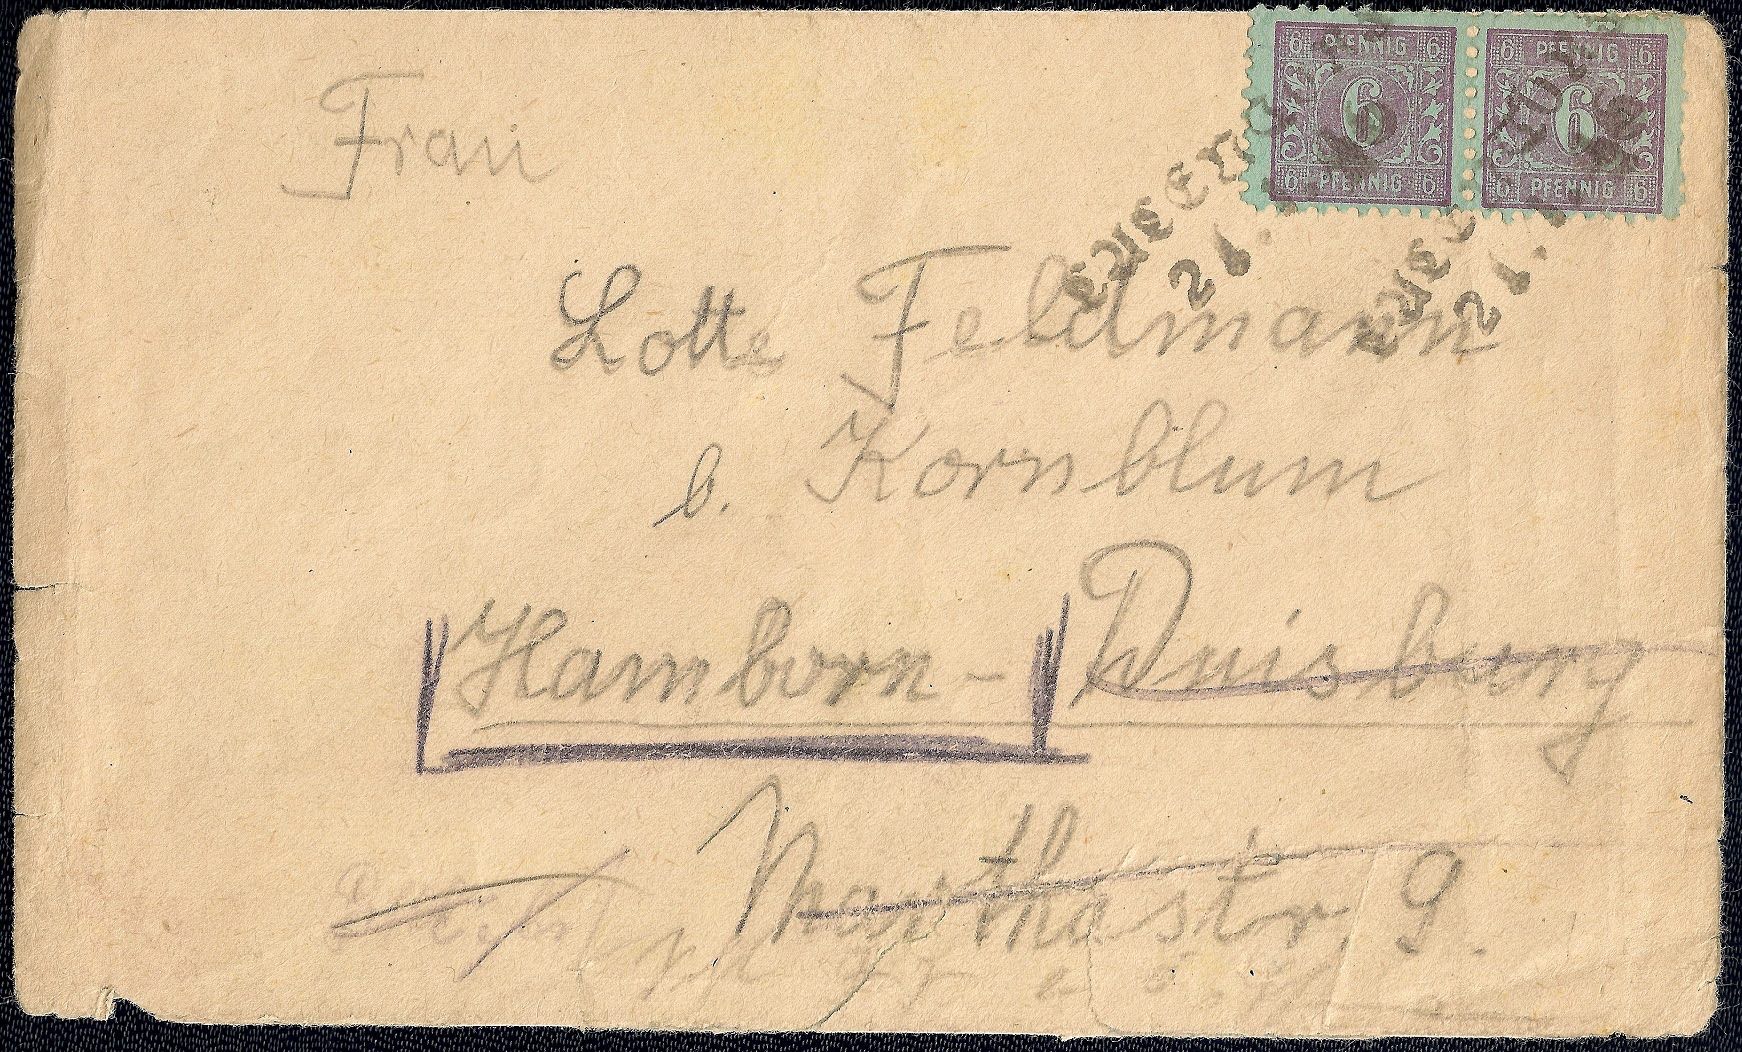 6 PFENNIG 6
6
6 PFENNIG 6
6 PFENNIG 6
6
6 PFENNIG 6
Frau
Lotte Feldmann
b. Kornblum
Hamborn - Duisburg
Marthastr. 9.